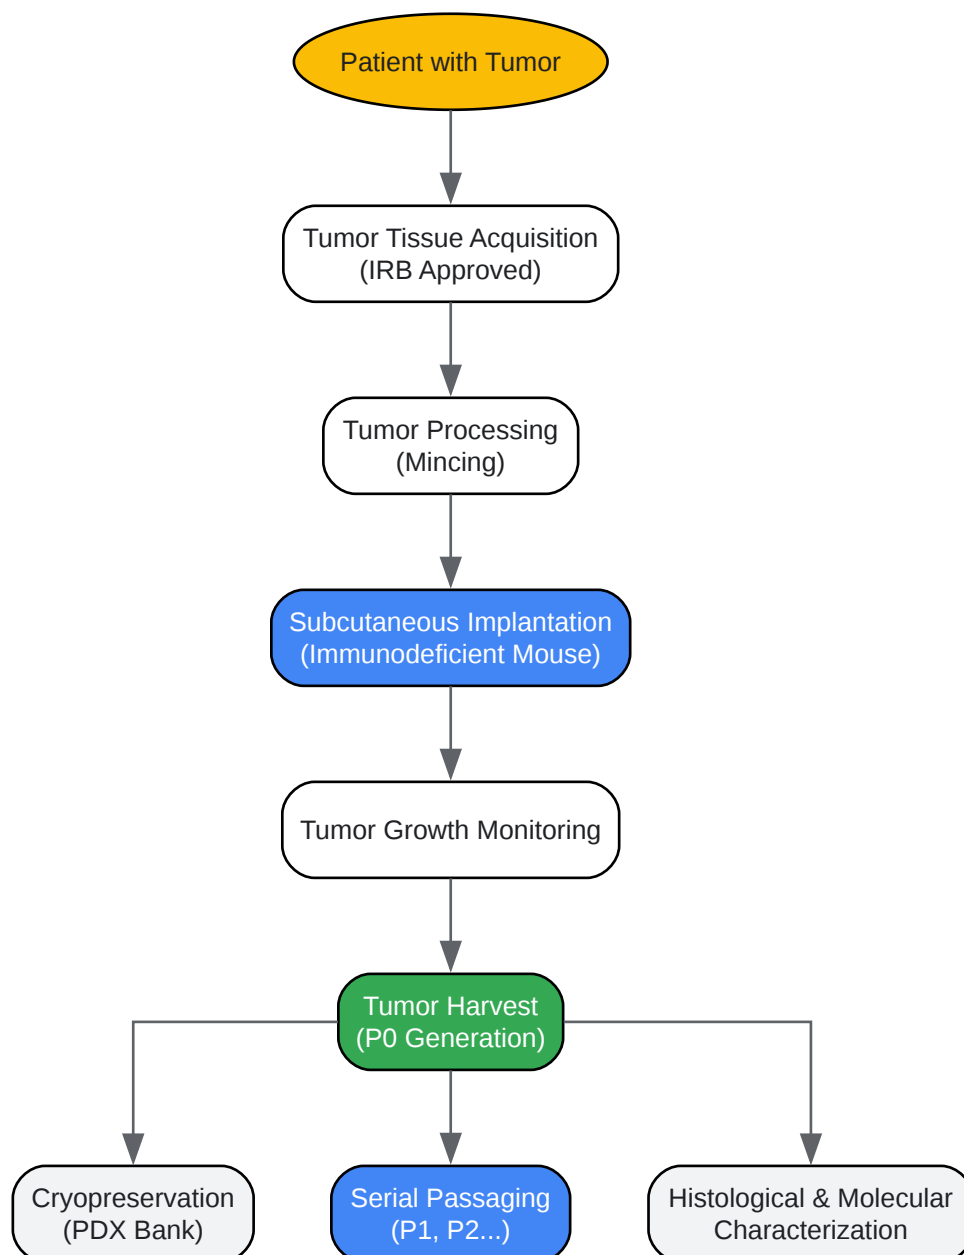 Patient with Tumor
Tumor Tissue Acquisition
(IRB Approved)
Tumor Processing
(Mincing)
Subcutaneous Implantation
(Immunodeficient Mouse)
Tumor Growth Monitoring
Tumor Harvest
(P0 Generation)
Cryopreservation
(PDX Bank)
Serial Passaging
(P1, P2...)
Histological & Molecular
Characterization